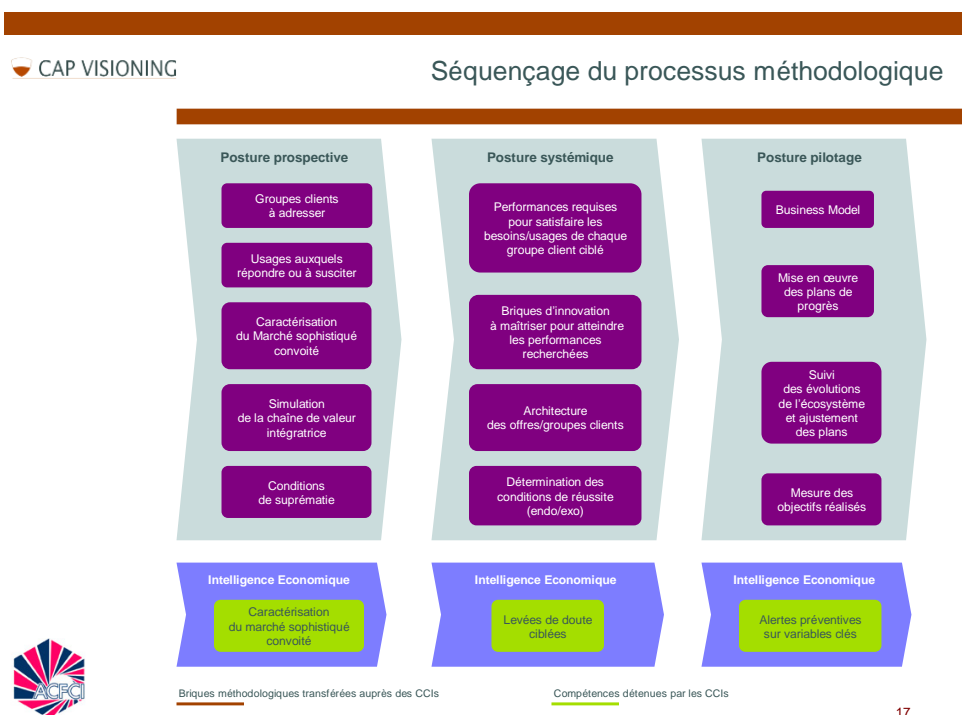 CAP VISIONING
Séquençage du processus méthodologique
Posture prospective
Groupes clients
à adresser
Usages auxquels
répondre ou à susciter
Caractérisation
du Marché sophistiqué
convoité
Simulation
de la chaîne de valeur
intégratrice
Conditions
de suprématie
Posture systémique
Performances requises
pour satisfaire les
besoins/usages de chaque
groupe client ciblé
Briques d'innovation
à maîtriser pour atteindre
les performances
recherchées
Architecture
des offres/groupes clients
Détermination des
conditions de réussite
(endo/exo)
Posture pilotage
Business Model
Mise en œuvre
des plans de
progrès
Suivi
des évolutions
de l'écosystème
et ajustement
des plans
Mesure des
objectifs réalisés
Intelligence Economique
Caractérisation
du marché sophistiqué
convoité
Intelligence Economique
Levées de doute
ciblées
Intelligence Economique
Alertes préventives
sur variables clés
ACFCI
Briques méthodologiques transférées auprès des CCIs
Compétences détenues par les CCIs
17